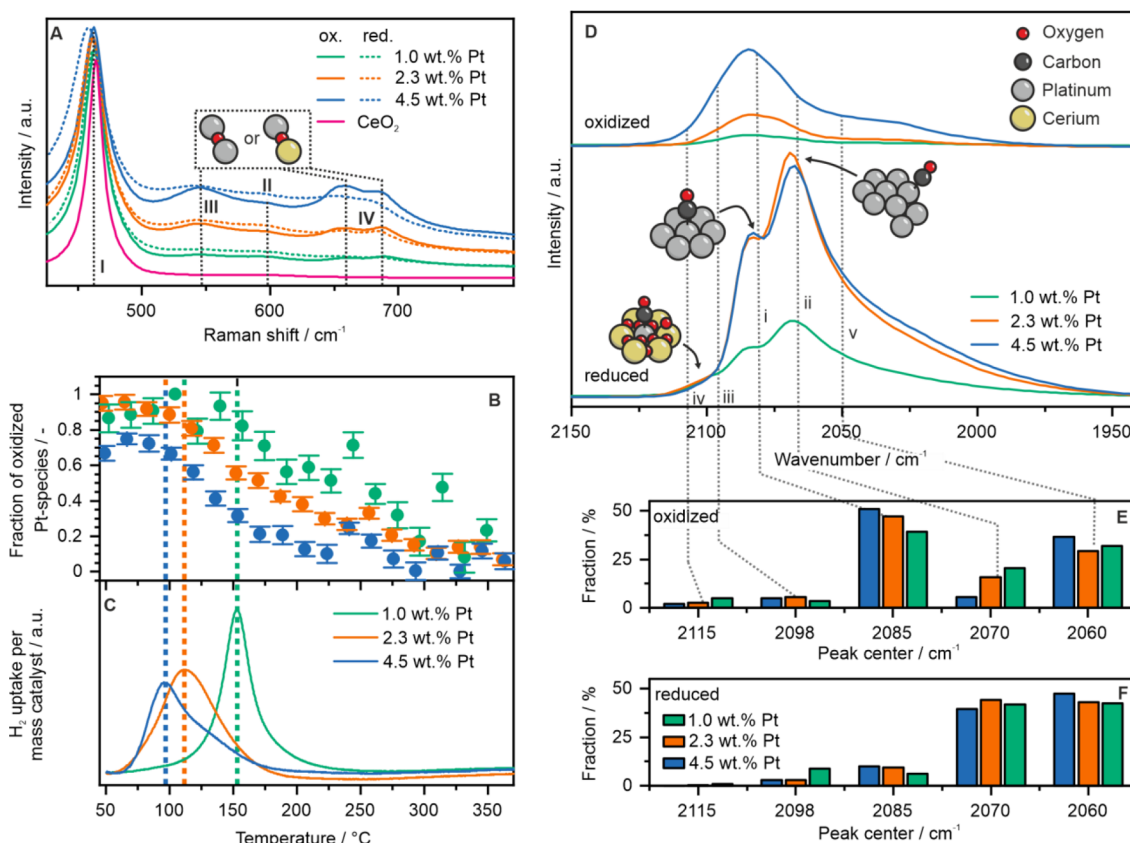 A
ox. red.
1.0 wt.% Pt
2.3 wt.% Pt
4.5 wt.% Pt
CeO₂
or
I
III
II
IV
Intensity / a.u.
500 600 700
Raman shift / cm⁻¹
B
Fraction of oxidized
Pt-species / -
1
0.8
0.6
0.4
0.2
0
C
1.0 wt.% Pt
2.3 wt.% Pt
4.5 wt.% Pt
H₂ uptake per
mass catalyst / a.u.
50 100 150 200 250 300 350
Temperature / °C
D
Oxygen
Carbon
Platinum
Cerium
oxidized
Intensity / a.u.
i
ii
v
iv
iii
1.0 wt.% Pt
2.3 wt.% Pt
4.5 wt.% Pt
reduced
2150 2100 2050 2000 1950
Wavenumber / cm⁻¹
E
oxidized
Fraction / %
50
25
0
2115 2098 2085 2070 2060
Peak center / cm⁻¹
F
reduced
1.0 wt.% Pt
2.3 wt.% Pt
4.5 wt.% Pt
Fraction / %
50
25
0
2115 2098 2085 2070 2060
Peak center / cm⁻¹